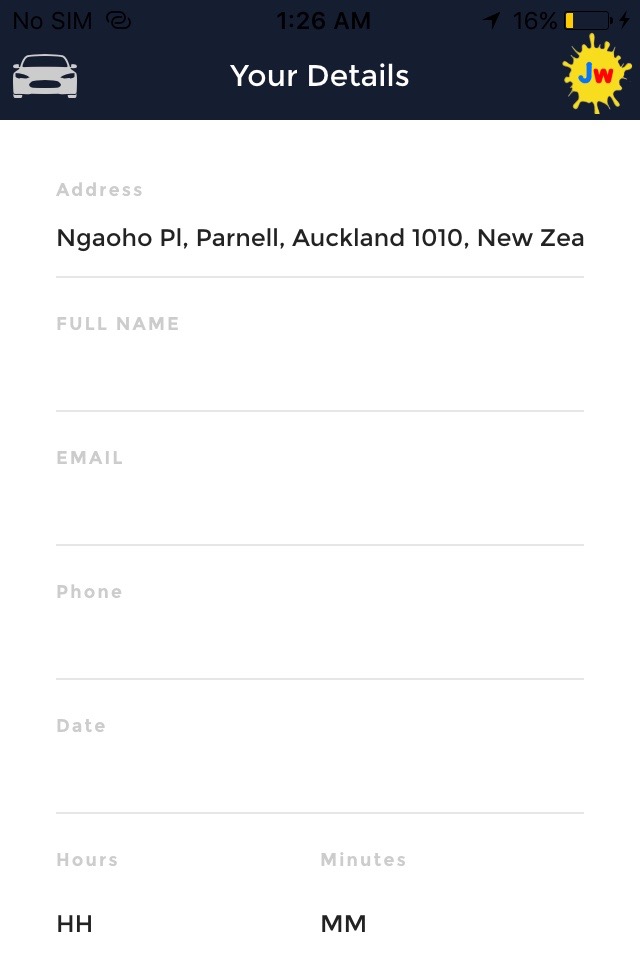 No SIM 1:26 AM 16%
Your Details
Jw
Address
Ngaoho Pl, Parnell, Auckland 1010, New Zea
FULL NAME
EMAIL
Phone
Date
Hours Minutes
HH MM